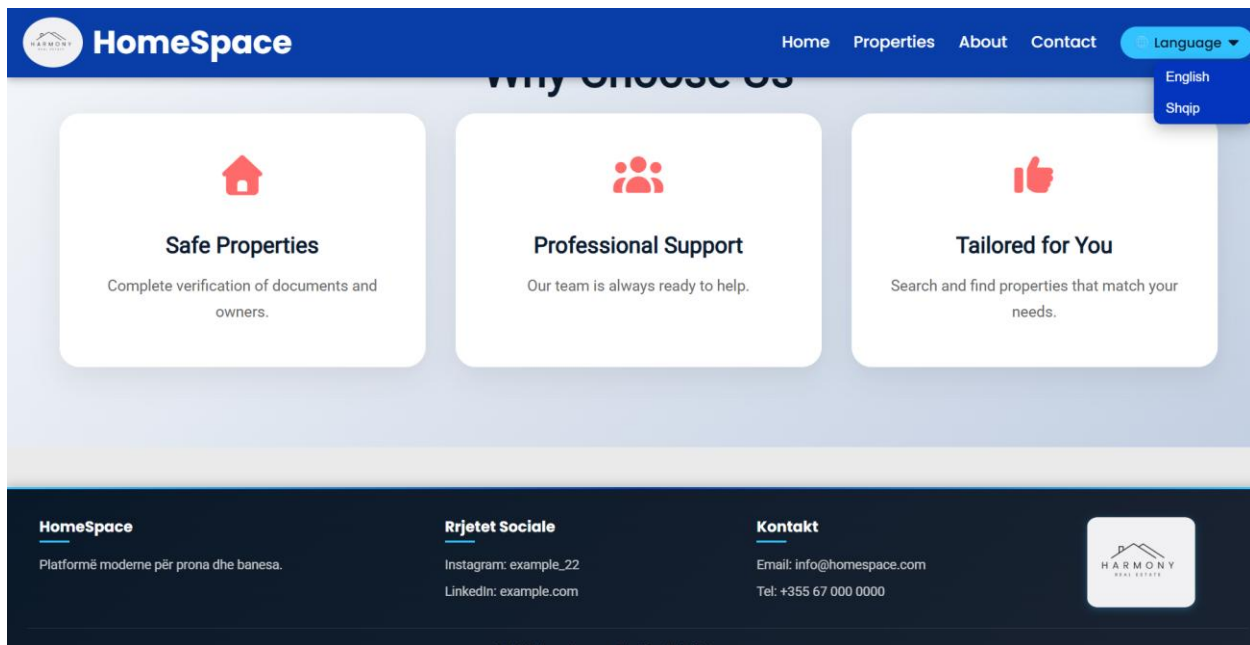 HARMONY
HomeSpace
Home Properties About Contact Language
English
Shqip
Why Choose Us
Safe Properties
Complete verification of documents and
owners.
Professional Support
Our team is always ready to help.
Tailored for You
Search and find properties that match your
needs.
HomeSpace
Platformë moderne për prona dhe banesa.
Rrjetet Sociale
Instagram: example_22
LinkedIn: example.com
Kontakt
Email: info@homespace.com
Tel: +355 67 000 0000
HARMONY
REAL ESTATE